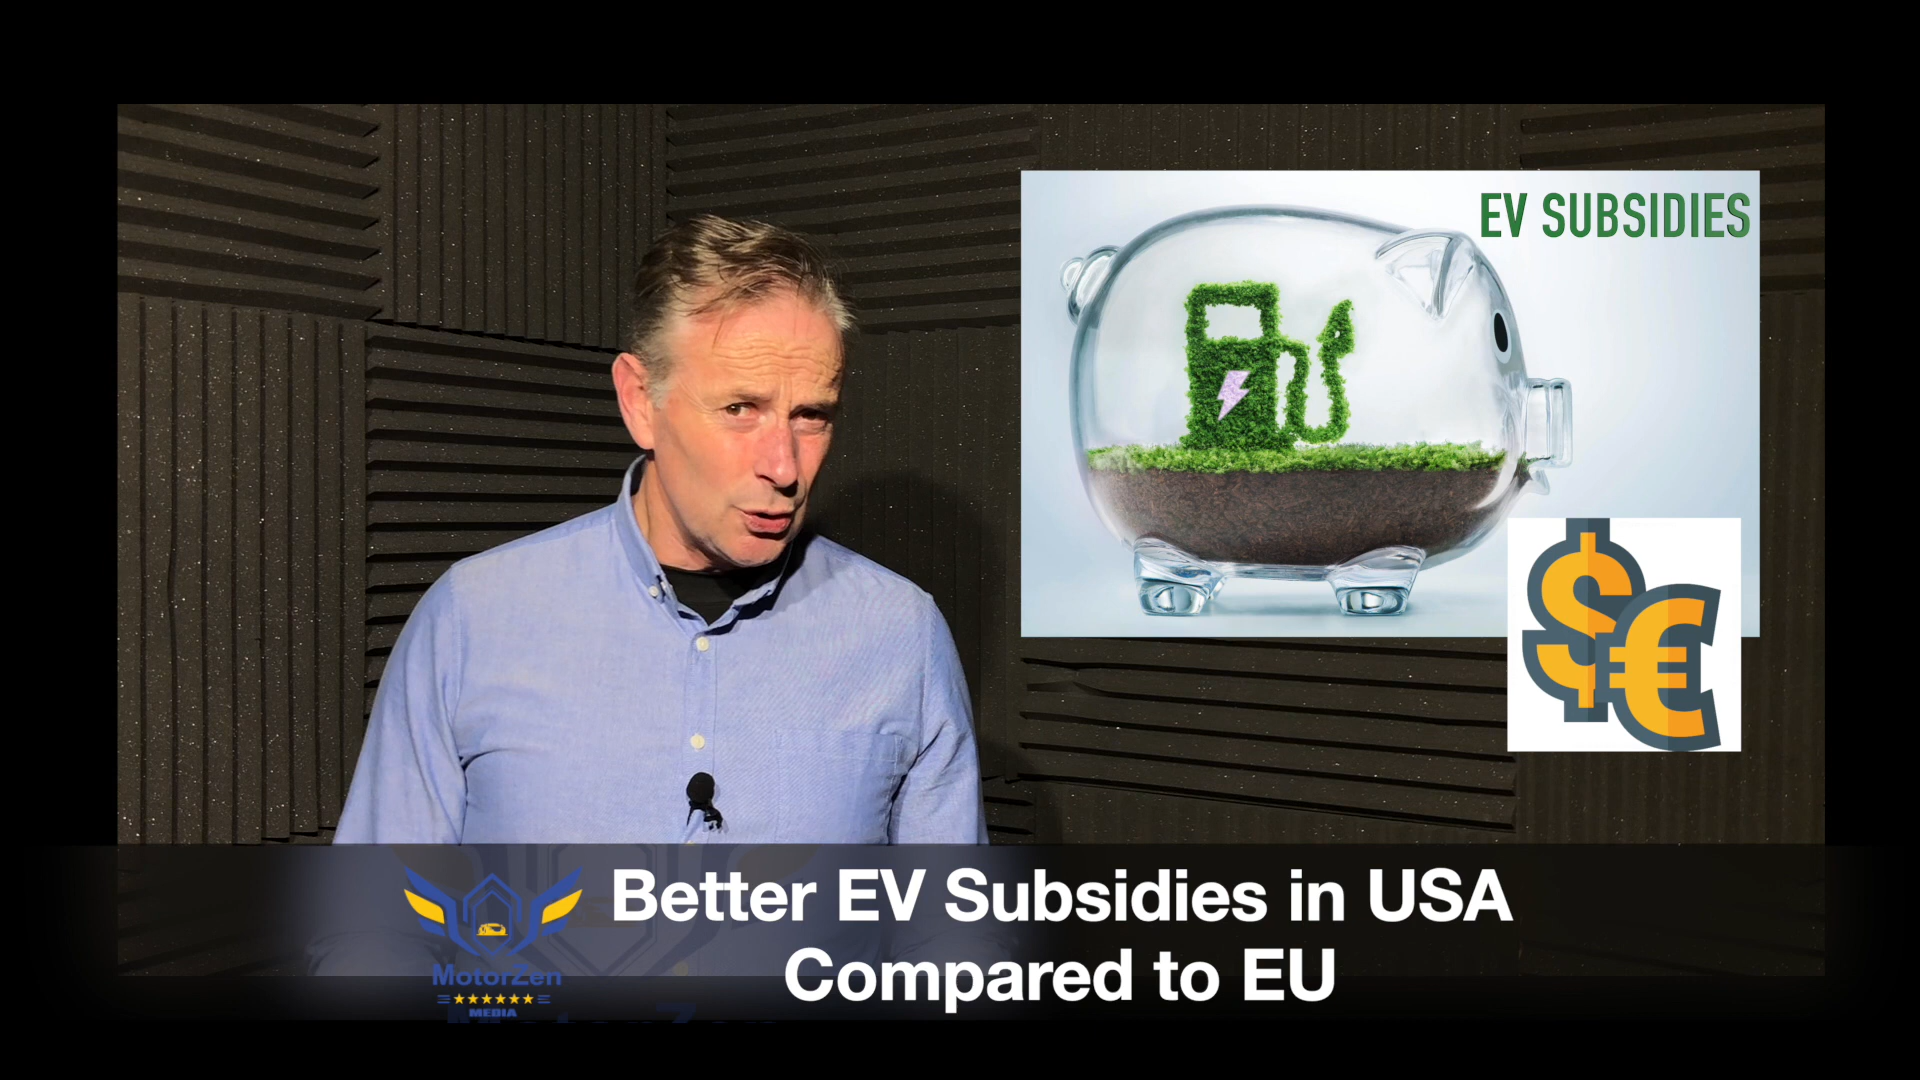 EV SUBSIDIES
$€
Better EV Subsidies in USA
Compared to EU
MotorZen
MEDIA